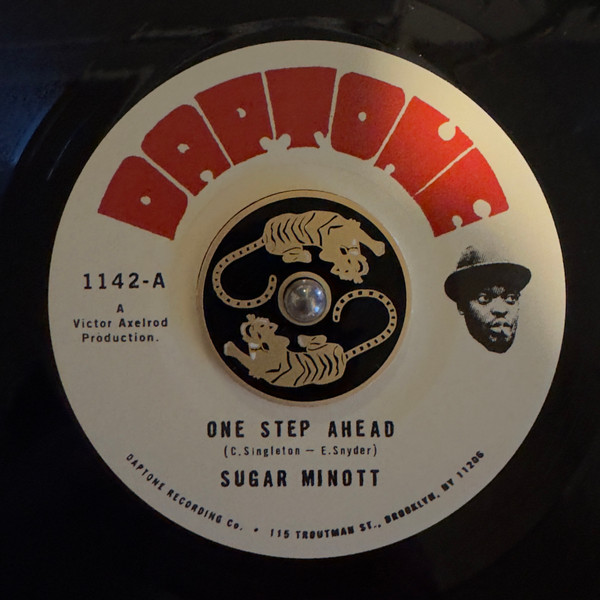 DAPTONE
1142-A
A
Victor Axelrod
Production.
ONE STEP AHEAD
(C.Singleton — E.Snyder)
SUGAR MINOTT
DAPTONE RECORDING Co. • 115 TROUTMAN ST., BROOKLYN, NY 11206